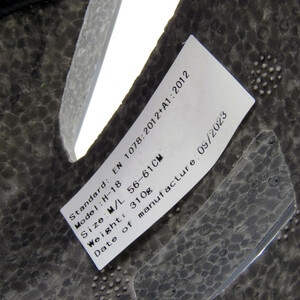 Standard: EN 1078:2012+A1:2012
Model:H-18
Size:M/L 56-61CM
Weight: 310g
Date of manufacture:09/2023